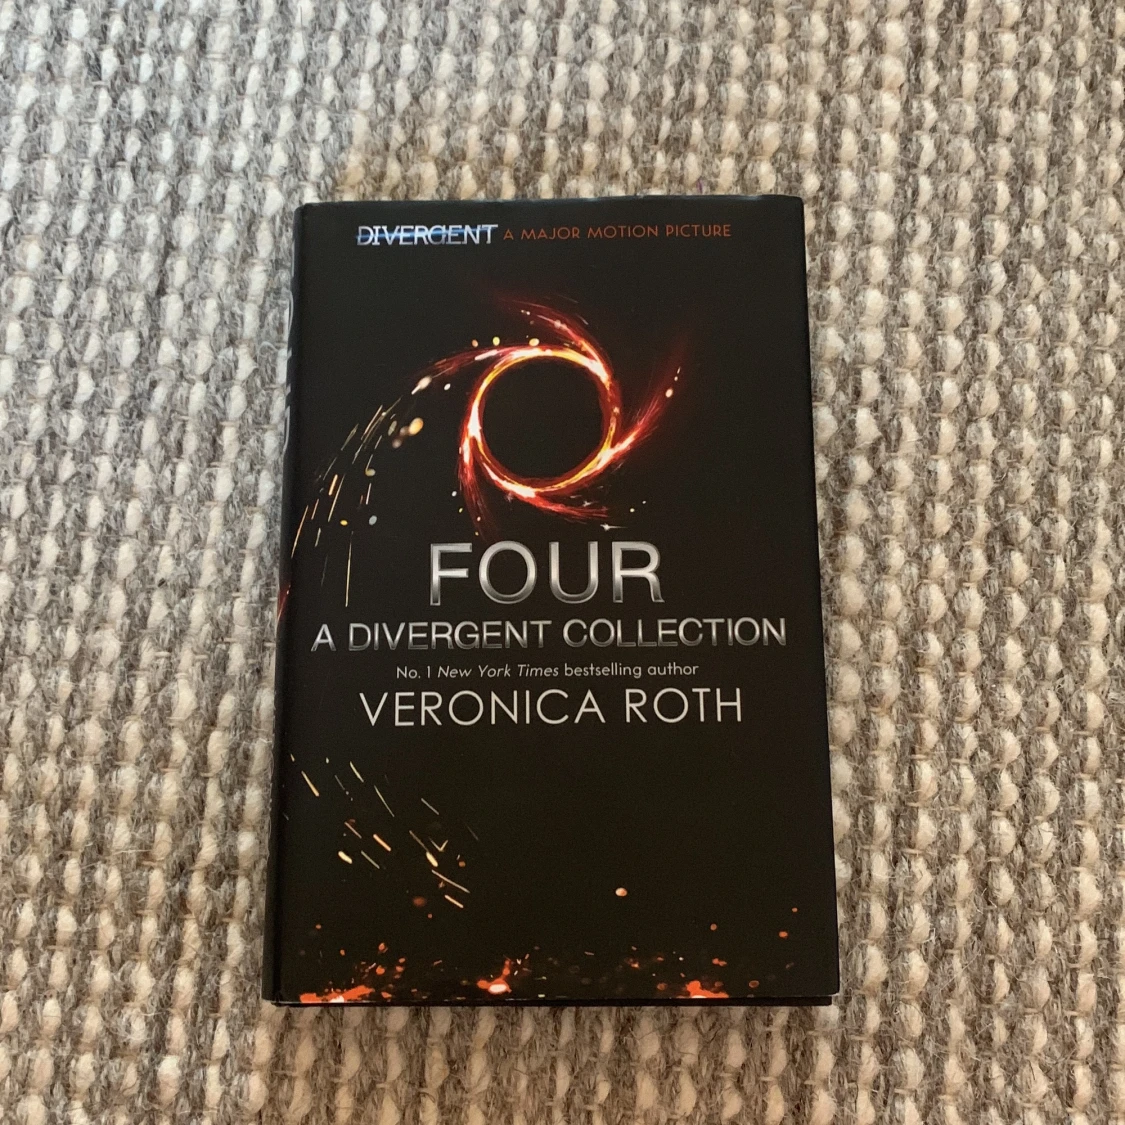 DIVERGENT A MAJOR MOTION PICTURE
FOUR
A DIVERGENT COLLECTION
No. 1 New York Times bestselling author
VERONICA ROTH